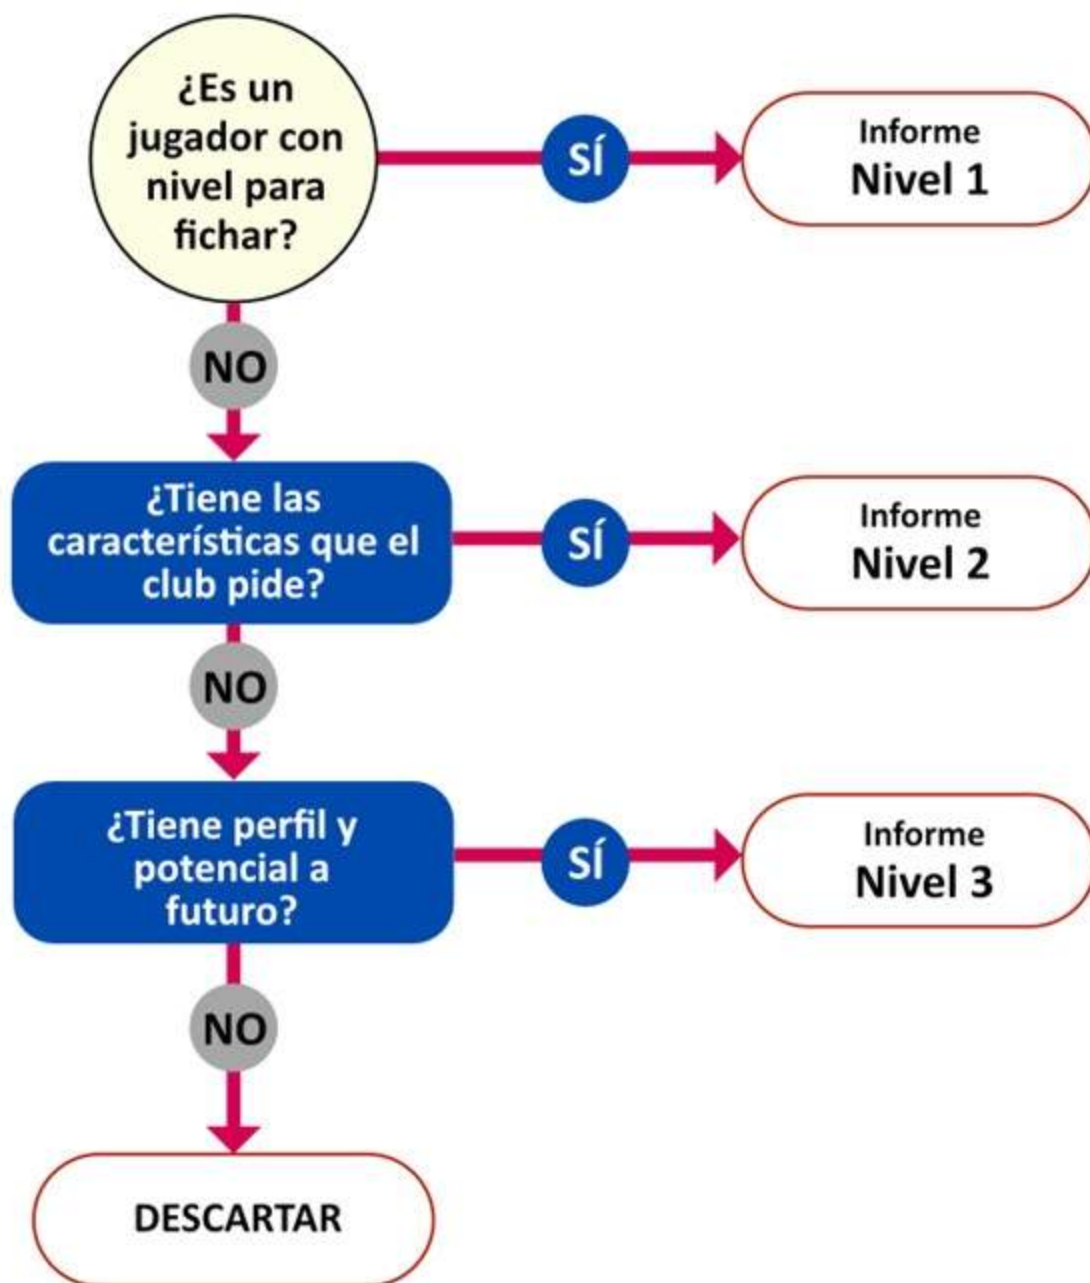 ¿Es un
jugador con
nivel para
fichar?
SÍ
Informe
Nivel 1
NO
¿Tiene las
características que el
club pide?
SÍ
Informe
Nivel 2
NO
¿Tiene perfil y
potencial a
futuro?
SÍ
Informe
Nivel 3
NO
DESCARTAR